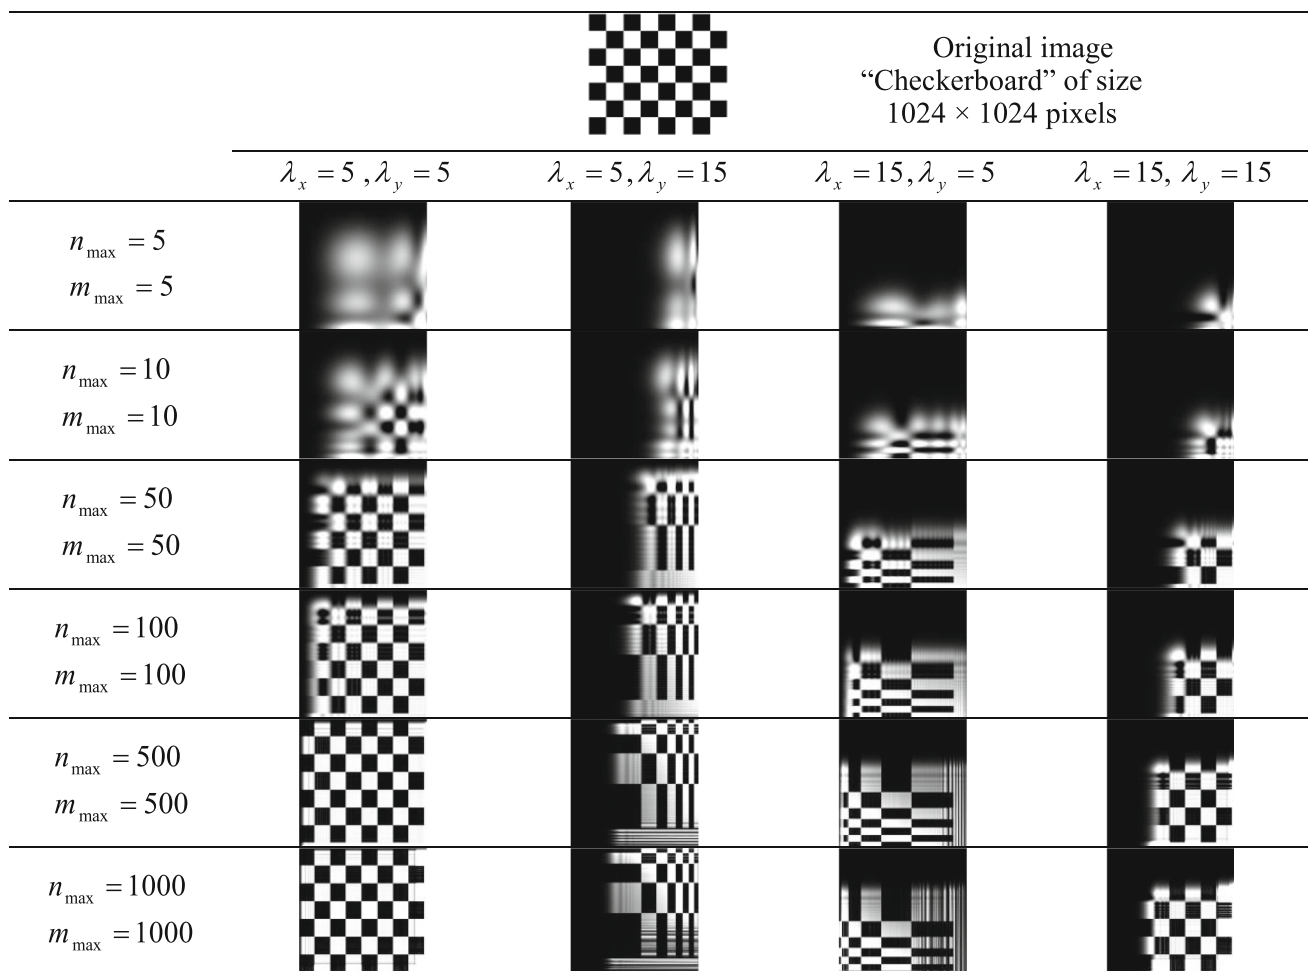 Original image
“Checkerboard” of size
1024 × 1024 pixels
λx = 5 , λy = 5
λx = 5, λy = 15
λx = 15, λy = 5
λx = 15, λy = 15
nmax = 5
mmax = 5
nmax = 10
mmax = 10
nmax = 50
mmax = 50
nmax = 100
mmax = 100
nmax = 500
mmax = 500
nmax = 1000
mmax = 1000